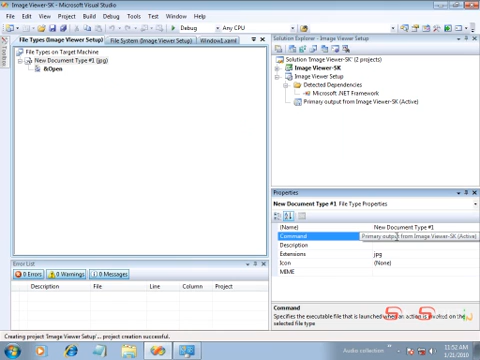 Image Viewer-SK - Microsoft Visual Studio
File Edit View Project Build Debug Data Tools Test Window Help
Debug Any CPU
File Types (Image Viewer Setup) File System (Image Viewer Setup) Window1.xaml
Toolbox
File Types on Target Machine
New Document Type #1 (jpg)
&Open
Solution Explorer - Image Viewer Setup
Solution 'Image Viewer-SK' (2 projects)
Image Viewer-SK
Image Viewer Setup
Detected Dependencies
Microsoft .NET Framework
Primary output from Image Viewer-SK (Active)
Properties
New Document Type #1 File Type Properties
(Name) New Document Type #1
Command Primary output from Image Viewer-SK (Active)
Description
Extensions jpg
Icon (None)
MIME
Command
Specifies the executable file that is launched when an action is invoked on the selected file type
Error List
0 Errors 0 Warnings 0 Messages
Description File Line Column Project
Creating project 'Image Viewer Setup'... project creation successful.
Audio collection
11:52 AM
1/21/2010